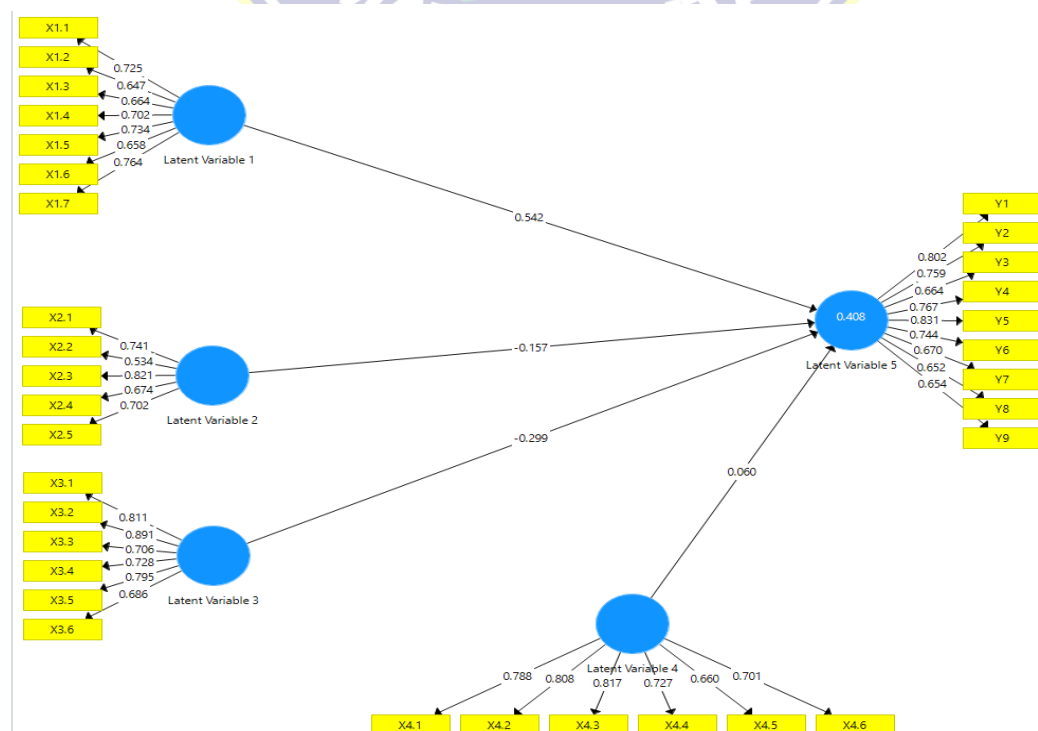 X1.1
X1.2
X1.3
X1.4
X1.5
X1.6
X1.7
0.725
0.647
0.664
0.702
0.734
0.658
0.764
Latent Variable 1
0.542
X2.1
X2.2
X2.3
X2.4
X2.5
0.741
0.534
0.821
0.674
0.702
Latent Variable 2
-0.157
X3.1
X3.2
X3.3
X3.4
X3.5
X3.6
0.811
0.891
0.706
0.728
0.795
0.686
Latent Variable 3
-0.299
0.060
Latent Variable 4
0.788
0.808
0.817
0.727
0.660
0.701
X4.1
X4.2
X4.3
X4.4
X4.5
X4.6
0.408
Latent Variable 5
0.802
0.759
0.664
0.767
0.831
0.744
0.670
0.652
0.654
Y1
Y2
Y3
Y4
Y5
Y6
Y7
Y8
Y9